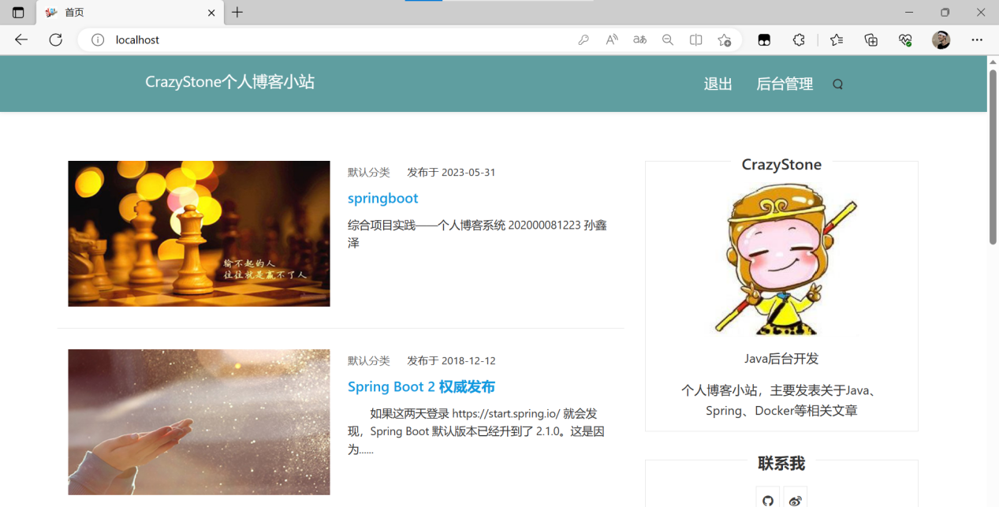 首页
localhost
CrazyStone个人博客小站
退出 后台管理
默认分类 发布于 2023-05-31
springboot
综合项目实践——个人博客系统 202000081223 孙鑫
泽
输不起的人
往往就是赢不了人
默认分类 发布于 2018-12-12
Spring Boot 2 权威发布
如果这两天登录 https://start.spring.io/ 就会发
现，Spring Boot 默认版本已经升到了 2.1.0。这是因
为......
CrazyStone
Java后台开发
个人博客小站，主要发表关于Java、
Spring、Docker等相关文章
联系我